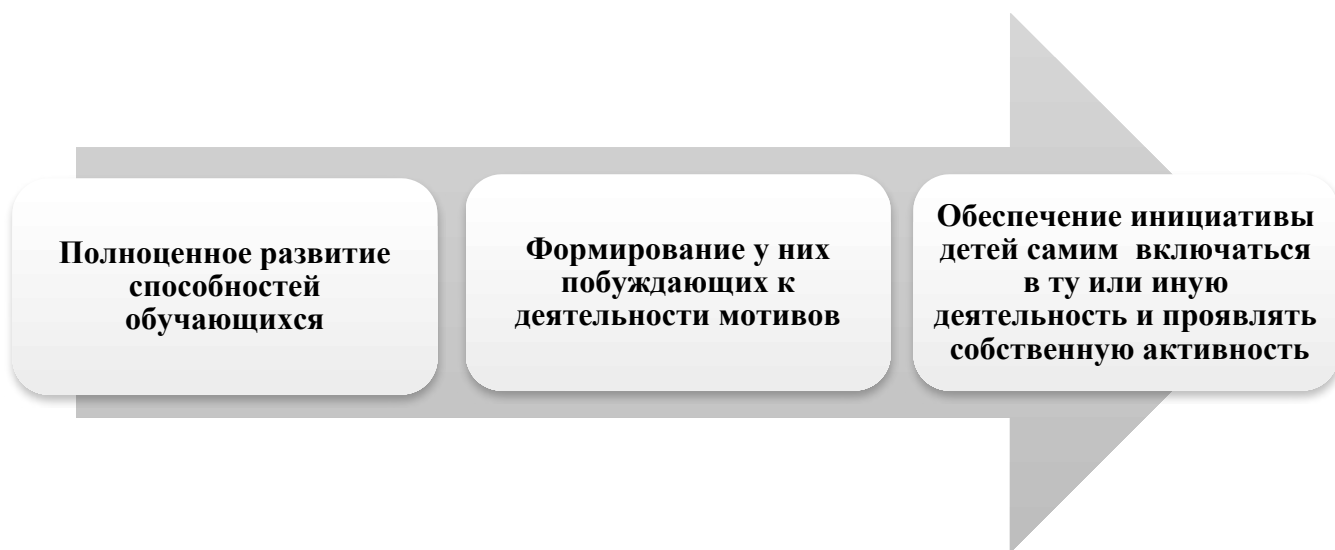 Полноценное развитие
способностей
обучающихся
Формирование у них
побуждающих к
деятельности мотивов
Обеспечение инициативы
детей самим  включаться
в ту или иную
деятельность и проявлять
собственную активность